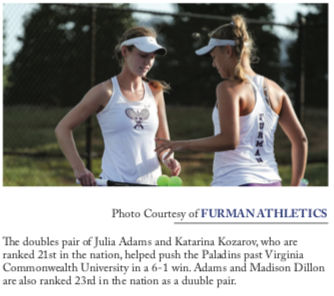 FURMAN
Photo Courtesy of FURMAN ATHLETICS
The doubles pair of Julia Adams and Katarina Kozarov, who are
ranked 21st in the nation, helped push the Paladins past Virginia
Commonwealth University in a 6-1 win. Adams and Madison Dillon
are also ranked 23rd in the nation as a duuble pair.